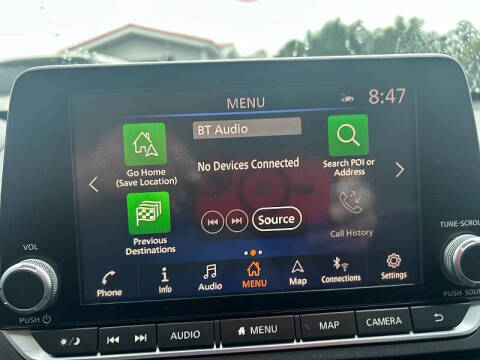 MENU
8:47
BT Audio
Go Home
(Save Location)
No Devices Connected
Search POI or
Address
Previous
Destinations
Source
Call History
Phone
Info
Audio
MENU
Map
Connections
Settings
VOL
PUSH
TUNE-SCROLL
PUSH SOUND
AUDIO
MENU
MAP
CAMERA